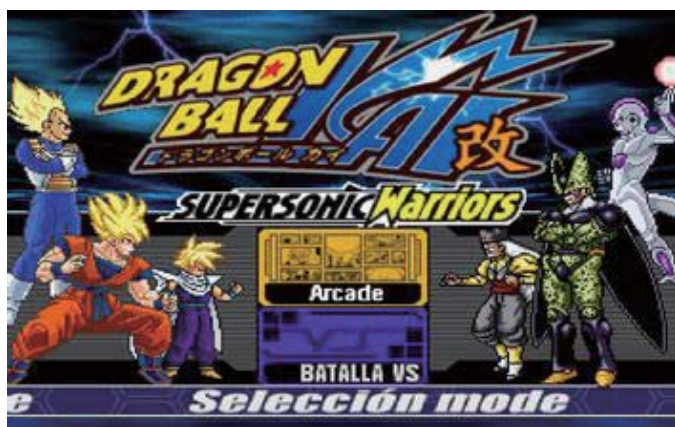 DRAGON
BALL
KAI
ドラゴンボール カイ
改
SUPERSONIC Warriors
Arcade
BATALLA VS
e
Selección mode